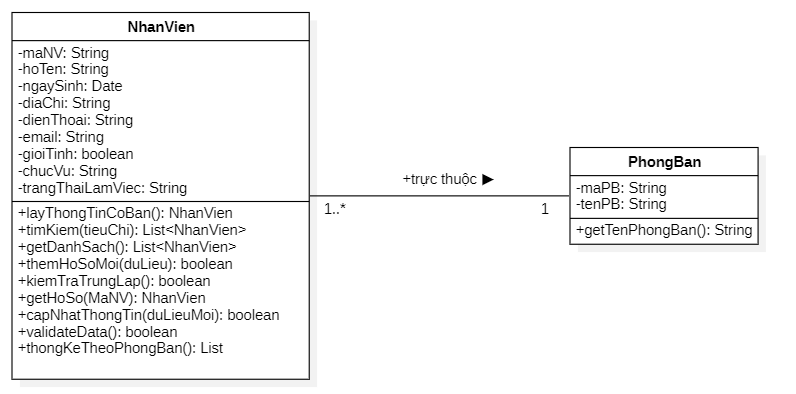 NhanVien
-maNV: String
-hoTen: String
-ngaySinh: Date
-diaChi: String
-dienThoai: String
-email: String
-gioiTinh: boolean
-chucVu: String
-trangThaiLamViec: String
+layThongTinCoBan(): NhanVien
+timKiem(tieuChi): List<NhanVien>
+getDanhSach(): List<NhanVien>
+themHoSoMoi(duLieu): boolean
+kiemTraTrungLap(): boolean
+getHoSo(MaNV): NhanVien
+capNhatThongTin(duLieuMoi): boolean
+validateData(): boolean
+thongKeTheoPhongBan(): List
+trực thuộc ▶
1..*
1
PhongBan
-maPB: String
-tenPB: String
+getTenPhongBan(): String